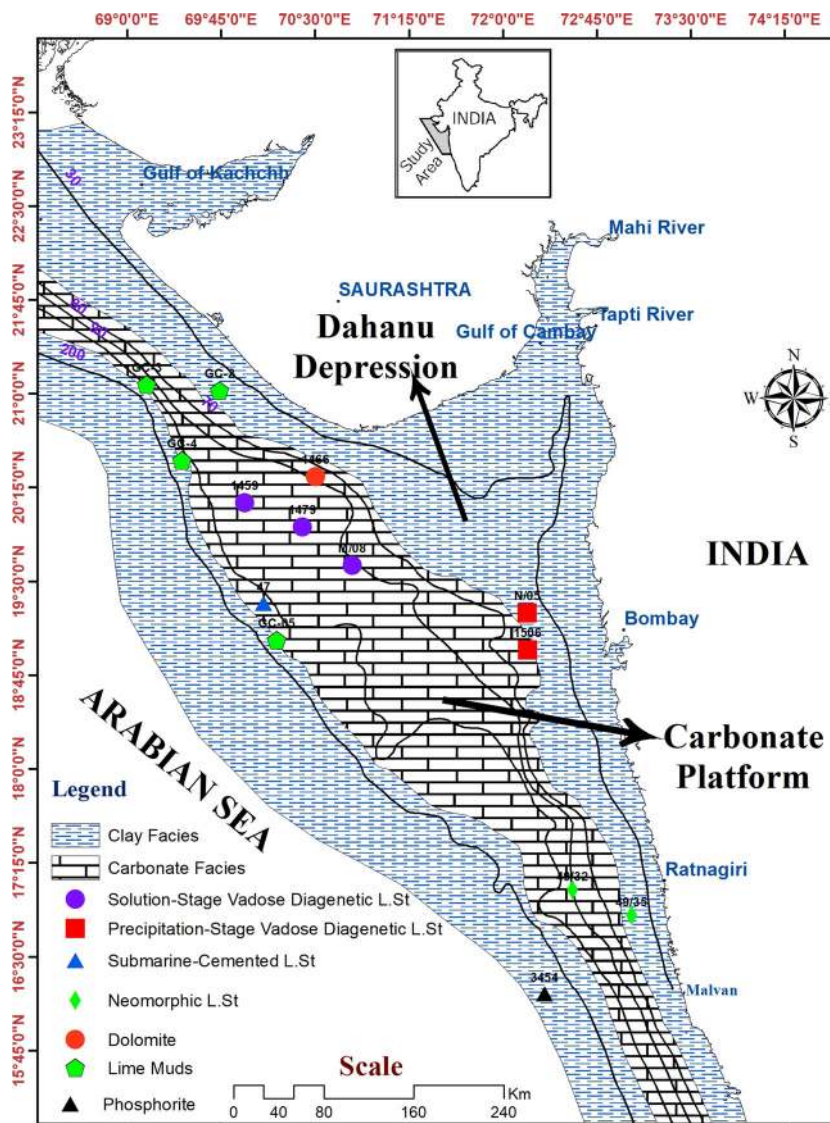 69°0'0"E 69°45'0"E 70°30'0"E 71°15'0"E 72°0'0"E 72°45'0"E 73°30'0"E 74°15'0"E
23°15'0"N
22°30'0"N
21°45'0"N
21°0'0"N
20°15'0"N
19°30'0"N
18°45'0"N
18°0'0"N
17°15'0"N
16°30'0"N
15°45'0"N
INDIA
Study
Area
30
Gulf of Kachchh
Mahi River
SAURASHTRA
Tapti River
Dahanu
Depression
Gulf of Cambay
90
200
GC-3
GC-2
N
W E
S
GC-4
1466
1459
1479
M/08
INDIA
47
N/05
GC-05
1506
Bombay
ARABIAN SEA
Carbonate
Platform
49/35
Ratnagiri
3454
Malvan
Legend
Clay Facies
Carbonate Facies
Solution-Stage Vadose Diagenetic L.St
Precipitation-Stage Vadose Diagenetic L.St
Submarine-Cemented L.St
Neomorphic L.St
Dolomite
Lime Muds
Phosphorite
Scale
Km
0 40 80 160 240